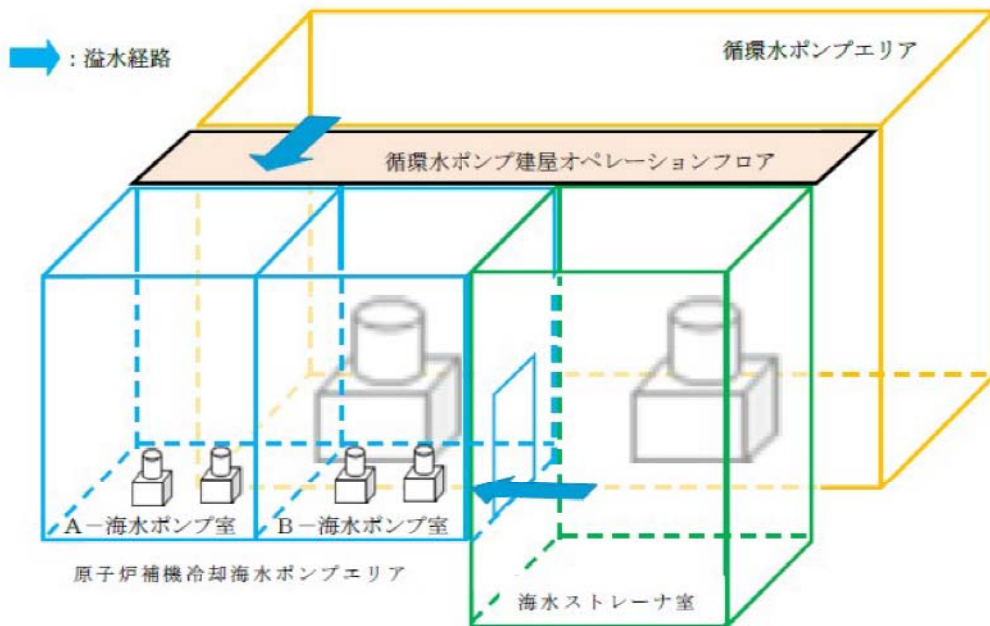 ：溢水経路
循環水ポンプエリア
循環水ポンプ建屋オペレーションフロア
A－海水ポンプ室
B－海水ポンプ室
原子炉補機冷却海水ポンプエリア
海水ストレーナ室